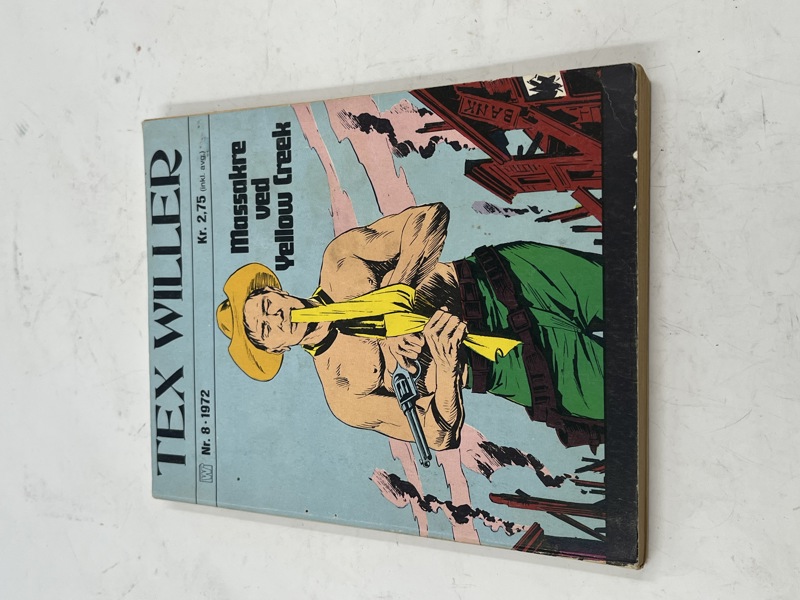 TEX WILLER
Nr. 8 · 1972
Kr. 2,75 (inkl. avg.)
Massakre
ved
Yellow Creek
BANK